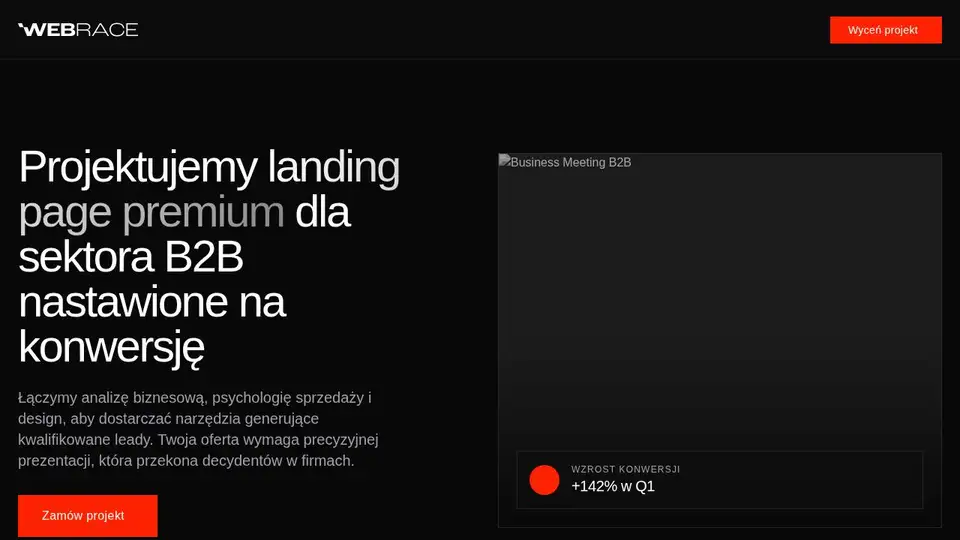 WEBRACE
Wyceń projekt
Projektujemy landing
page premium dla
sektora B2B
nastawione na
konwersję
Business Meeting B2B
Łączymy analizę biznesową, psychologię sprzedaży i
design, aby dostarczać narzędzia generujące
kwalifikowane leady. Twoja oferta wymaga precyzyjnej
prezentacji, która przekona decydentów w firmach.
WZROST KONWERSJI
+142% w Q1
Zamów projekt